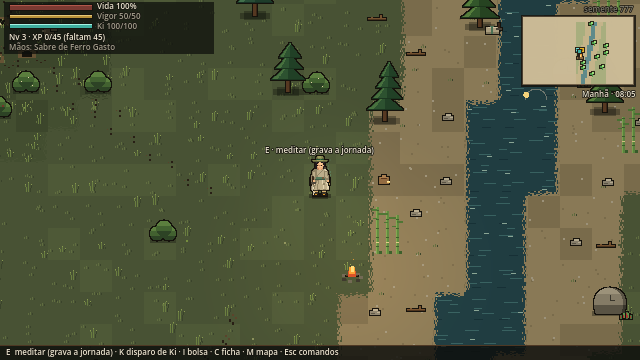 Vida 100%
Vigor 50/50
Ki 100/100
Nv 3 · XP 0/45 (faltam 45)
Mãos: Sabre de Ferro Gasto
semente 777
Manhã · 08:05
E · meditar (grava a jornada)
E meditar (grava a jornada) · K disparo de Ki · I bolsa · C ficha · M mapa · Esc comandos